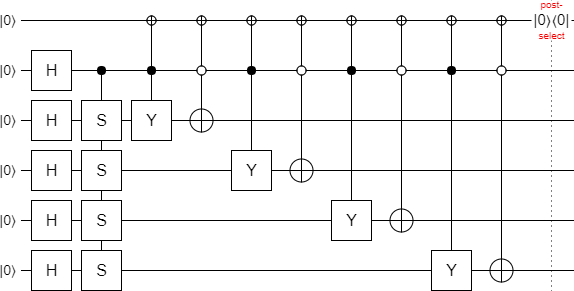 post-
|0⟩ |0⟩⟨0|
select
|0⟩ H
|0⟩ H S Y
|0⟩ H S Y
|0⟩ H S Y
|0⟩ H S Y